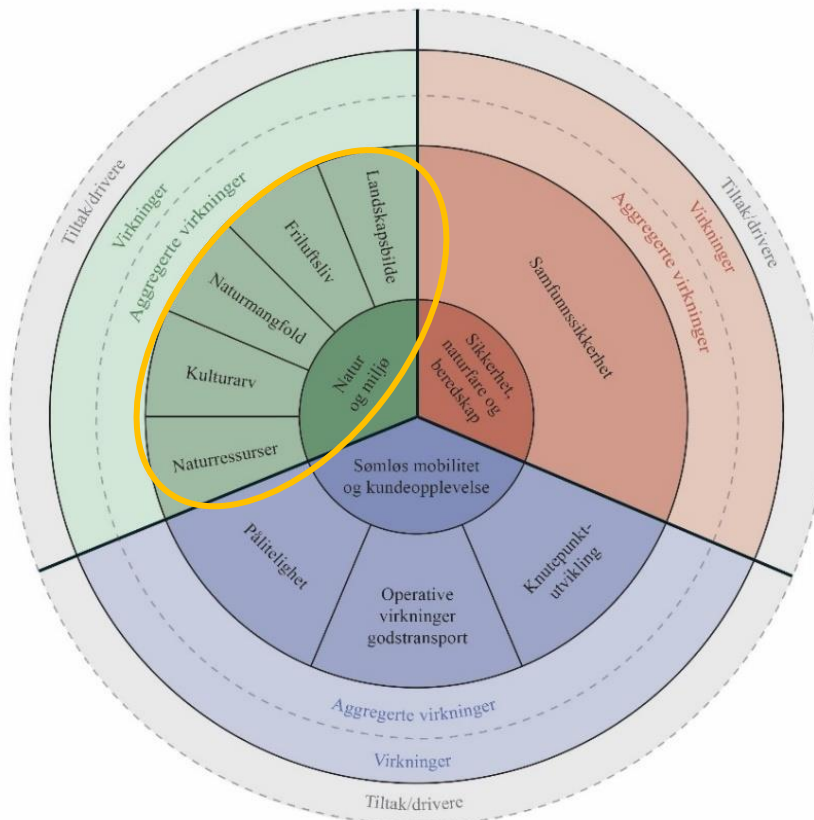 Tiltak/drivere
Virkninger
Aggregerte virkninger
Landskapsbilde
Friluftsliv
Naturmangfold
Kulturarv
Naturressurser
Natur
og miljø
Tiltak/drivere
Virkninger
Aggregerte virkninger
Samfunnssikkerhet
Sikkerhet,
naturfare og
beredskap
Sømløs mobilitet
og kundeopplevelse
Pålitelighet
Operative
virkninger
godstransport
Knutepunkt-
utvikling
Aggregerte virkninger
Virkninger
Tiltak/drivere